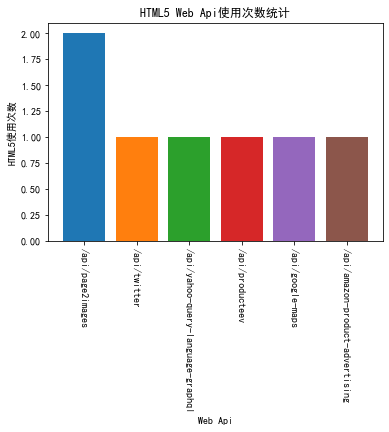 HTML5 Web Api使用次数统计
HTML5使用次数
2.00
1.75
1.50
1.25
1.00
0.75
0.50
0.25
0.00
/api/page2images
/api/twitter
/api/yahoo-query-language-graphql
/api/producteev
/api/google-maps
/api/amazon-product-advertising
Web Api